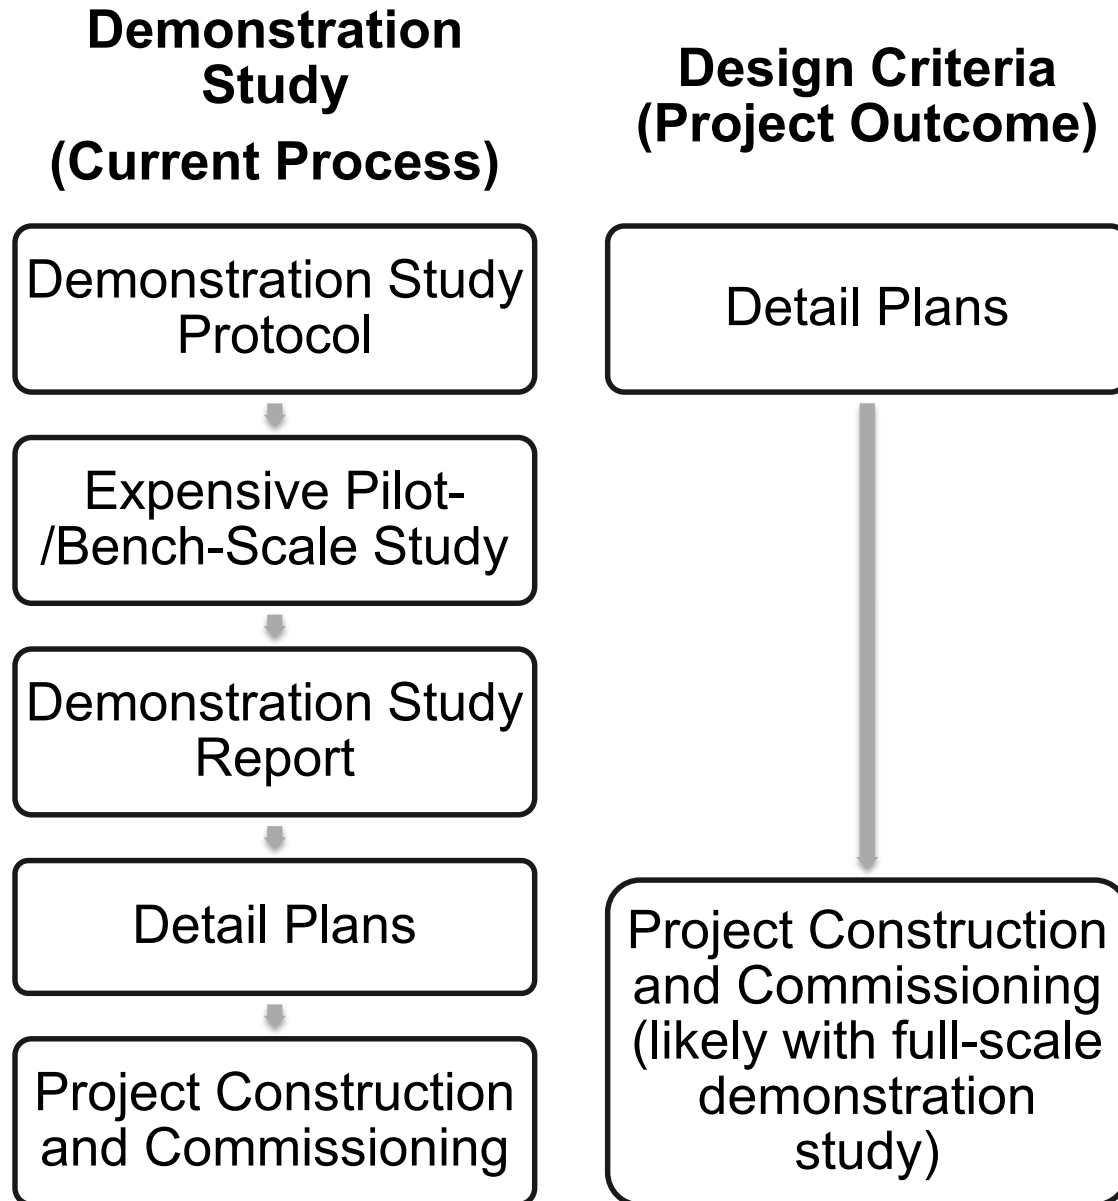 Demonstration
Study
(Current Process)
Demonstration Study
Protocol
Expensive Pilot-
/Bench-Scale Study
Demonstration Study
Report
Detail Plans
Project Construction
and Commissioning
Design Criteria
(Project Outcome)
Detail Plans
Project Construction
and Commissioning
(likely with full-scale
demonstration
study)